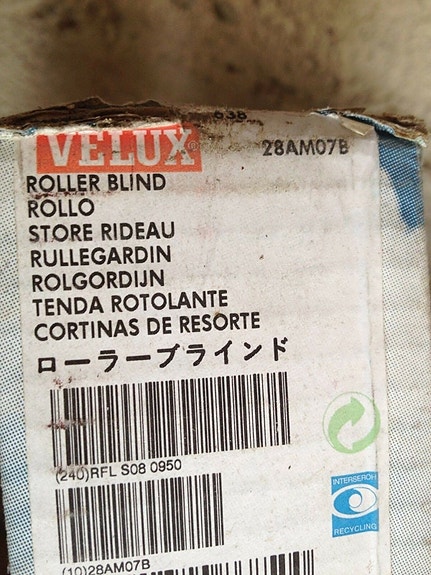 VELUX 28AM07B
ROLLER BLIND
ROLLO
STORE RIDEAU
RULLEGARDIN
ROLGORDIJN
TENDA ROTOLANTE
CORTINAS DE RESORTE
ローラーブラインド
(240)RFL S08 0950
(10)28AM07B
INTERSEROH
RECYCLING